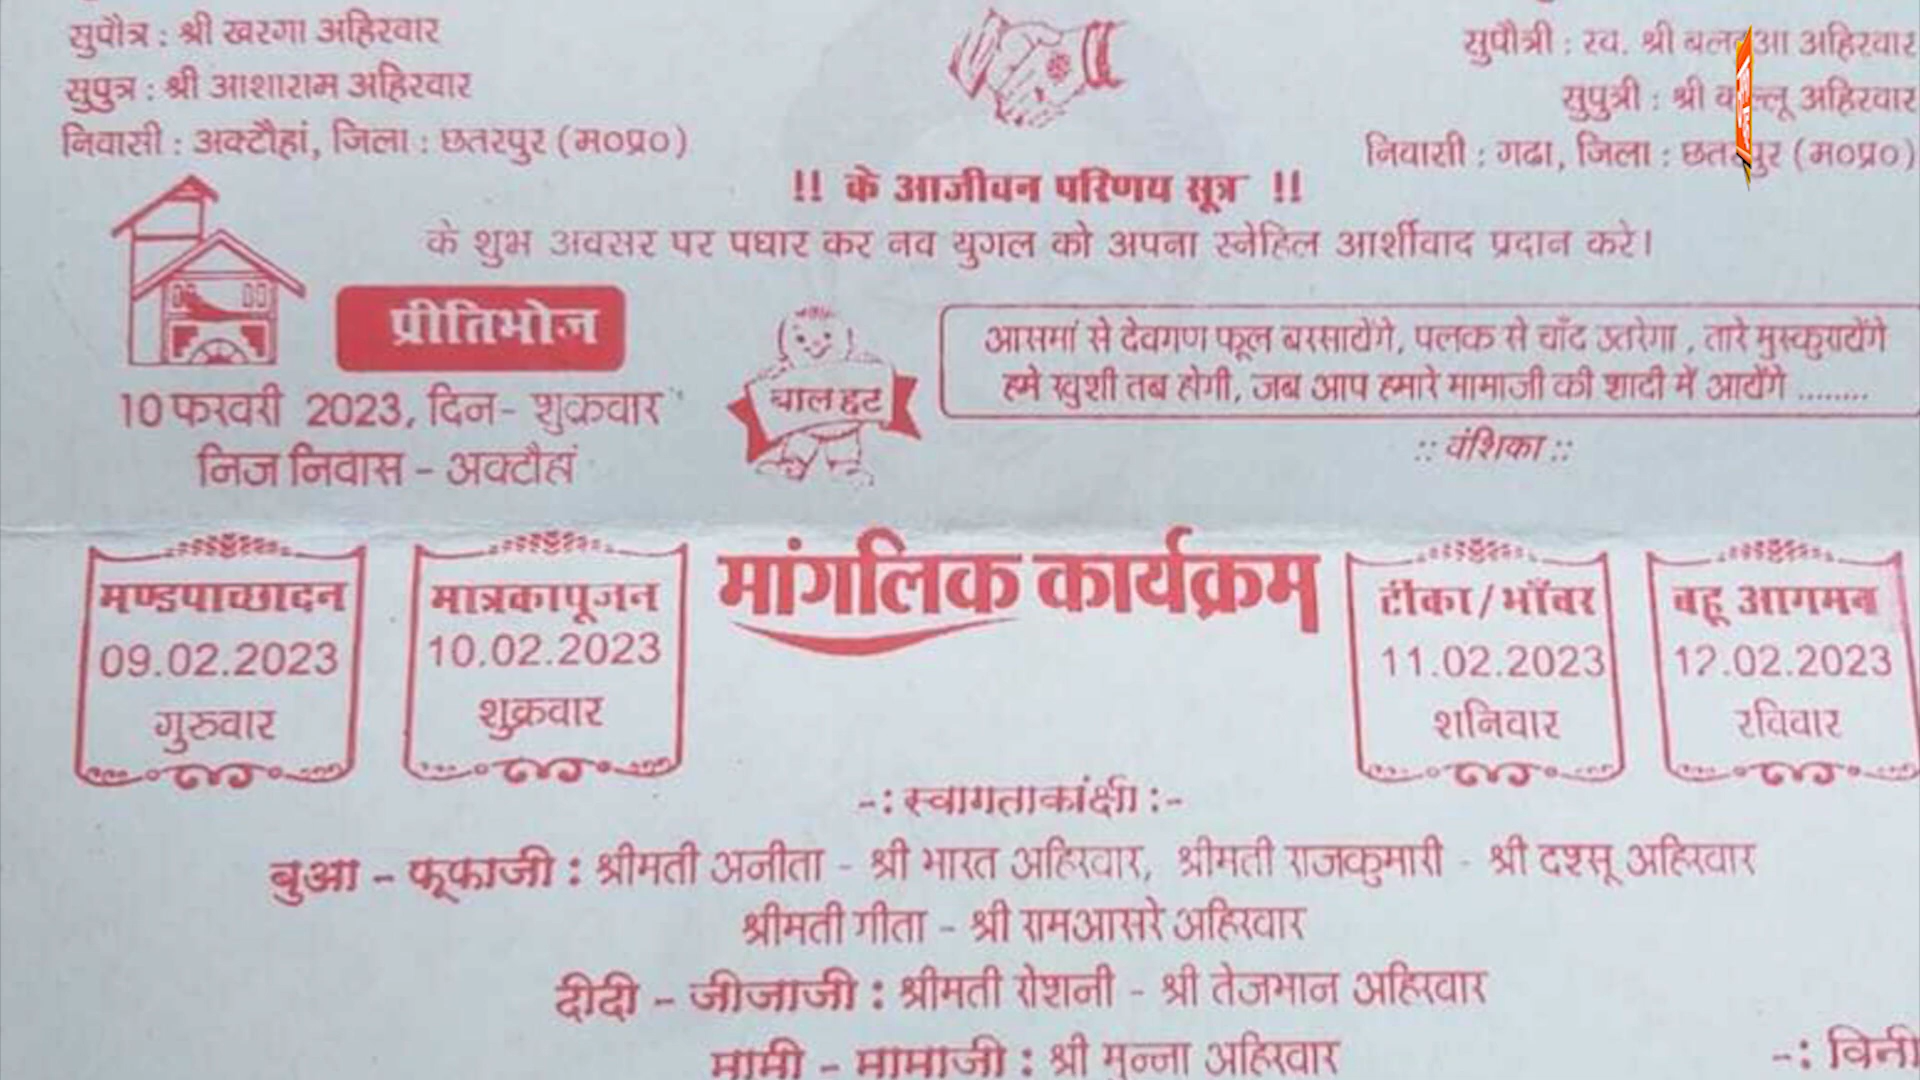 सुपौत्र : श्री खरगा अहिरवार
सुपुत्र : श्री आशाराम अहिरवार
निवासी : अक्टौहां, जिला : छतरपुर (म०प्र०)
सुपौत्री : स्व. श्री अहिरवार
सुपुत्री : श्री अहिरवार
निवासी : गढा, जिला : छतरपुर (म०प्र०)
!! के आजीवन परिणय सूत्र !!
के शुभ अवसर पर पधार कर नव युगल को अपना स्नेहिल आर्शीवाद प्रदान करे।
प्रीतिभोज
10 फरवरी 2023, दिन- शुक्रवार
निज निवास - अक्टौहां
बाल हट
आसमां से देवगण फूल बरसायेंगे, पलक से चाँद उतरेगा , तारे मुस्कुरायेंगे
हमे खुशी तब होगी, जब आप हमारे मामाजी की शादी में आयेंगे ........
:: वंशिका ::
मांगलिक कार्यक्रम
मण्डपाच्छादन
09.02.2023
गुरुवार
मात्रकापूजन
10.02.2023
शुक्रवार
टीका/भाँवर
11.02.2023
शनिवार
बहू आगमन
12.02.2023
रविवार
-: स्वागताकांक्षी :-
बुआ - फूफाजी : श्रीमती अनीता - श्री भारत अहिरवार, श्रीमती राजकुमारी - श्री दश्सू अहिरवार
श्रीमती गीता - श्री रामआसरे अहिरवार
दीदी - जीजाजी : श्रीमती रोशनी - श्री तेजभान अहिरवार
मामी - मामाजी : श्री मुन्ना अहिरवार
-: विनी